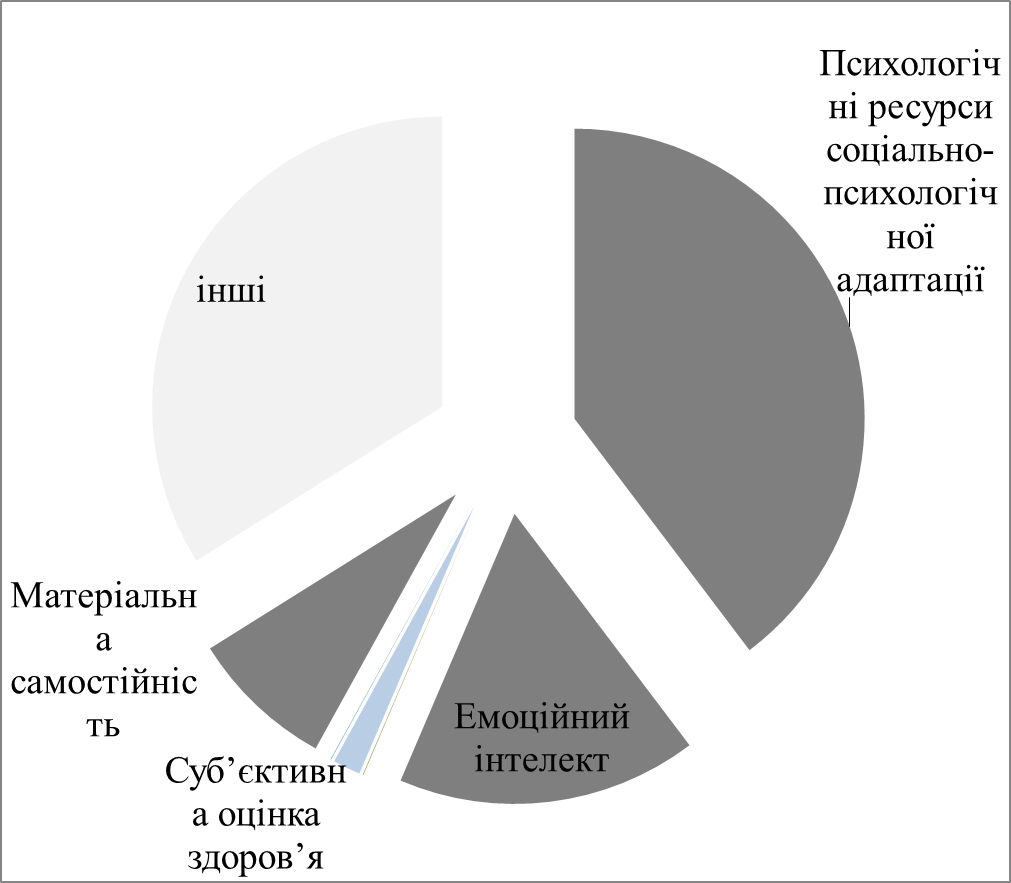 Психологіч
ні ресурси
соціально-
психологіч
ної
адаптації
інші
Матеріальн
а
самостійніс
ть
Емоційний
інтелект
Суб’єктивн
а оцінка
здоров’я